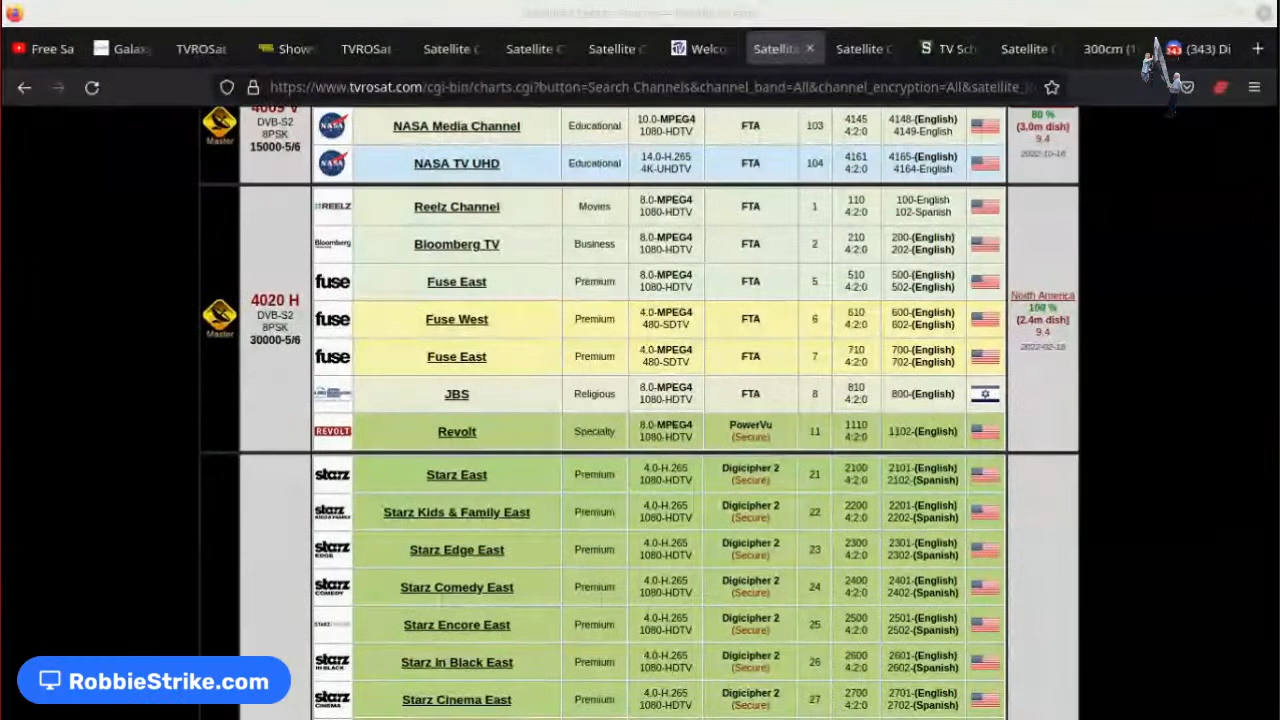 Free Sa
Galax
TVROSat
Show
TVROSat
Satellite C
Satellite C
Satellite C
Welco
Satellit
Satellite C
TV Sch
Satellite C
300cm (1
(343) Di
https://www.tvrosat.com/cgi-bin/charts.cgi?button=Search Channels&channel_band=All&channel_encryption=All&satellite_
4069 V
DVB-S2
8PSK
15000-5/6
Master
NASA Media Channel Educational 10.0-MPEG4 1080-HDTV FTA 103 4145 4:2:0 4148-(English) 4149-English
NASA TV UHD Educational 14.0-H.265 4K-UHDTV FTA 104 4161 4:2:0 4165-(English) 4164-English
80 %
(3.0m dish)
9.4
2022-10-16
4020 H
DVB-S2
8PSK
30000-5/6
Master
REELZ Reelz Channel Movies 8.0-MPEG4 1080-HDTV FTA 1 110 4:2:0 100-English 102-Spanish
Bloomberg Bloomberg TV Business 8.0-MPEG4 1080-HDTV FTA 2 210 4:2:0 200-(English) 202-(English)
fuse Fuse East Premium 8.0-MPEG4 1080-HDTV FTA 5 510 4:2:0 500-(English) 502-(English)
fuse Fuse West Premium 4.0-MPEG4 480-SDTV FTA 6 610 4:2:0 600-(English) 602-(English)
fuse Fuse East Premium 4.0-MPEG4 480-SDTV FTA 7 710 4:2:0 700-(English) 702-(English)
JBS Religious 8.0-MPEG4 1080-HDTV FTA 8 810 4:2:0 800-(English)
REVOLT Revolt Specialty 8.0-MPEG4 1080-HDTV PowerVu (Secure) 11 1110 4:2:0 1102-(English)
North America
100 %
(2.4m dish)
9.4
2022-02-18
starz Starz East Premium 4.0-H.265 1080-HDTV Digicipher 2 (Secure) 21 2100 4:2:0 2101-(English) 2102-(Spanish)
starz Starz Kids & Family East Premium 4.0-H.265 1080-HDTV Digicipher 2 (Secure) 22 2200 4:2:0 2201-(English) 2202-(Spanish)
starz EDGE Starz Edge East Premium 4.0-H.265 1080-HDTV Digicipher 2 (Secure) 23 2300 4:2:0 2301-(English) 2302-(Spanish)
starz COMEDY Starz Comedy East Premium 4.0-H.265 1080-HDTV Digicipher 2 (Secure) 24 2400 4:2:0 2401-(English) 2402-(Spanish)
Starz Encore East Premium 4.0-H.265 1080-HDTV Digicipher 2 (Secure) 25 2500 4:2:0 2501-(English) 2502-(Spanish)
starz IN BLACK Starz In Black East Premium 4.0-H.265 1080-HDTV Digicipher 2 (Secure) 26 2600 4:2:0 2601-(English) 2602-(Spanish)
starz CINEMA Starz Cinema East Premium 4.0-H.265 1080-HDTV Digicipher 2 (Secure) 27 2700 4:2:0 2701-(English) 2702-(Spanish)
RobbieStrike.com